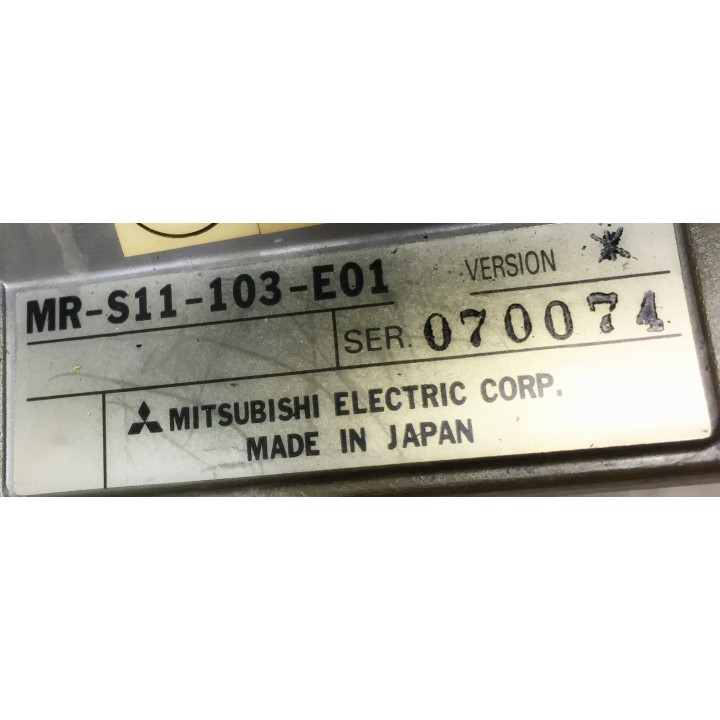 MR-S11-103-E01 VERSION
SER. 070074
MITSUBISHI ELECTRIC CORP.
MADE IN JAPAN